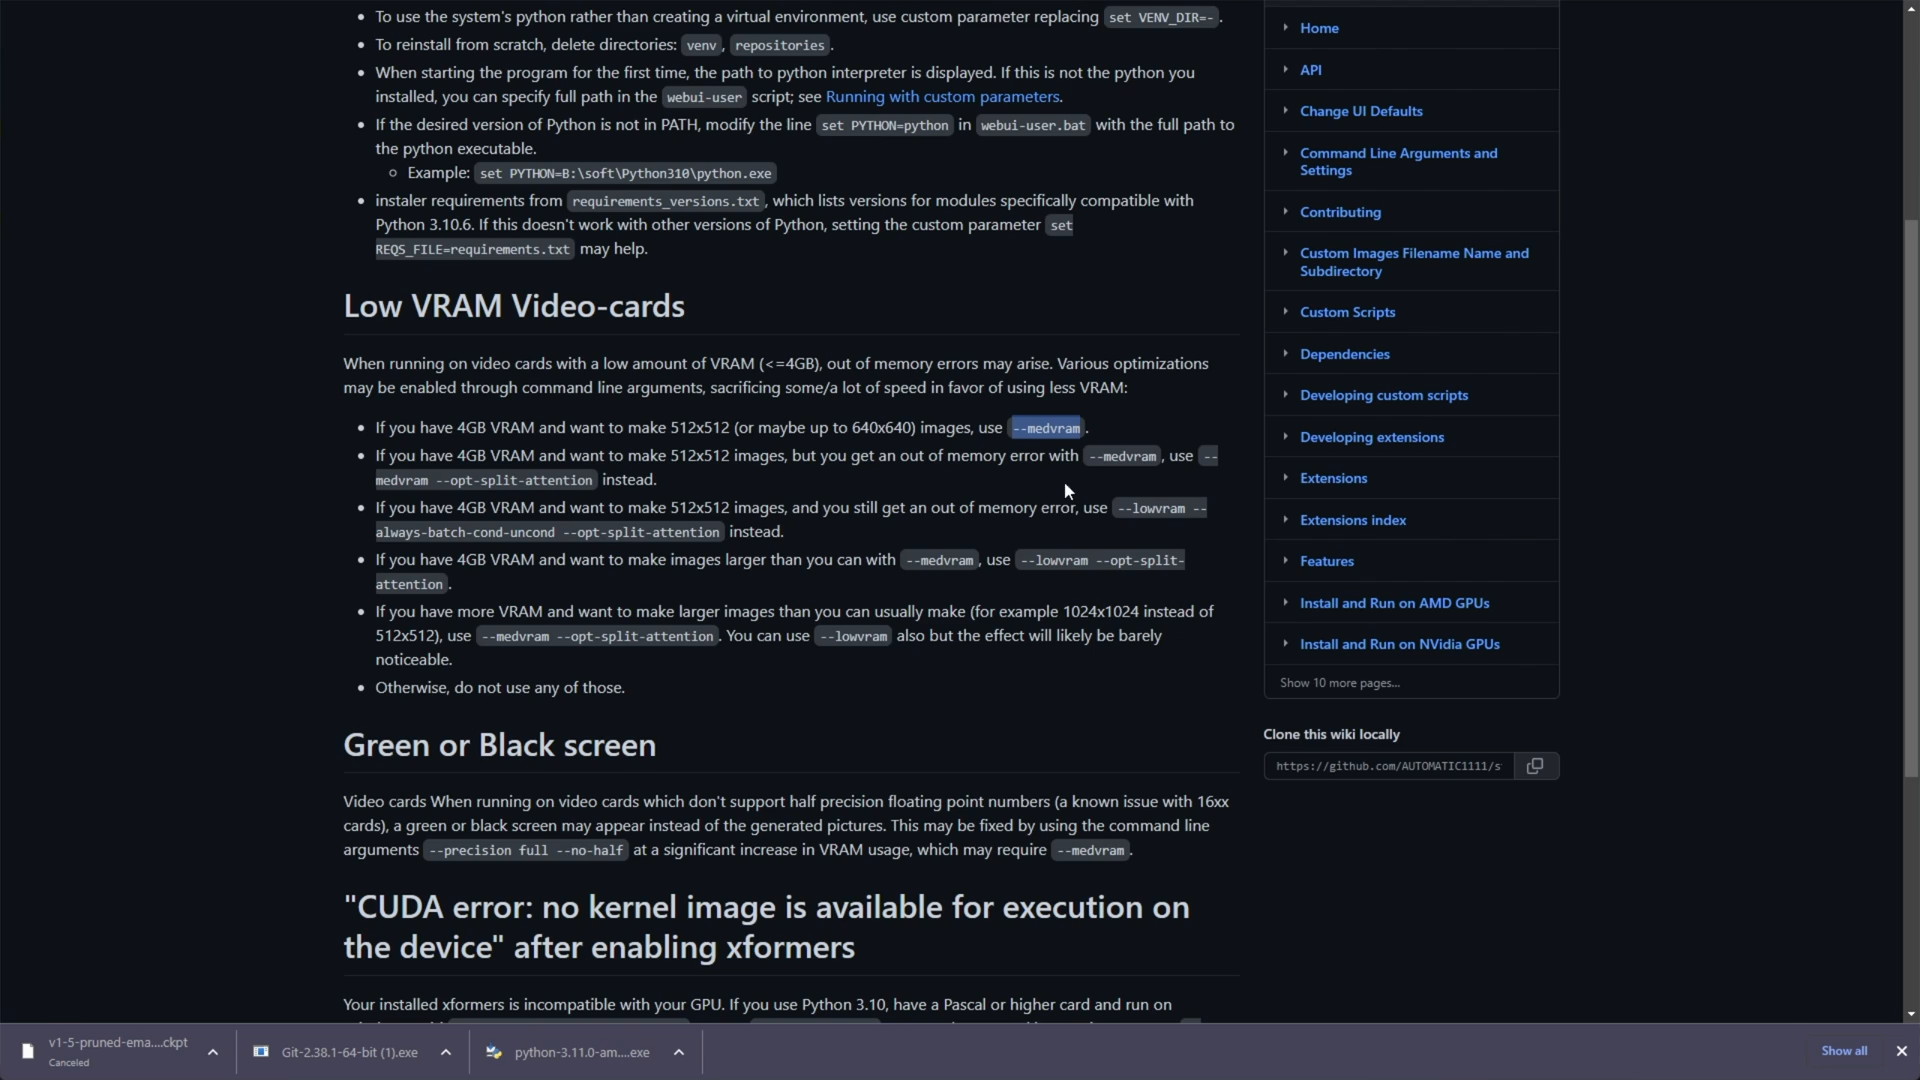 To use the system's python rather than creating a virtual environment, use custom parameter replacing set VENV_DIR=-.
To reinstall from scratch, delete directories: venv, repositories.
When starting the program for the first time, the path to python interpreter is displayed. If this is not the python you
installed, you can specify full path in the webui-user script; see Running with custom parameters.
If the desired version of Python is not in PATH, modify the line set PYTHON=python in webui-user.bat with the full path to
the python executable.
Example: set PYTHON=B:\soft\Python310\python.exe
instaler requirements from requirements_versions.txt, which lists versions for modules specifically compatible with
Python 3.10.6. If this doesn't work with other versions of Python, setting the custom parameter set
REQS_FILE=requirements.txt may help.
Low VRAM Video-cards
When running on video cards with a low amount of VRAM (<=4GB), out of memory errors may arise. Various optimizations
may be enabled through command line arguments, sacrificing some/a lot of speed in favor of using less VRAM:
If you have 4GB VRAM and want to make 512x512 (or maybe up to 640x640) images, use --medvram.
If you have 4GB VRAM and want to make 512x512 images, but you get an out of memory error with --medvram, use --
medvram --opt-split-attention instead.
If you have 4GB VRAM and want to make 512x512 images, and you still get an out of memory error, use --lowvram --
always-batch-cond-uncond --opt-split-attention instead.
If you have 4GB VRAM and want to make images larger than you can with --medvram, use --lowvram --opt-split-
attention.
If you have more VRAM and want to make larger images than you can usually make (for example 1024x1024 instead of
512x512), use --medvram --opt-split-attention. You can use --lowvram also but the effect will likely be barely
noticeable.
Otherwise, do not use any of those.
Green or Black screen
Video cards When running on video cards which don't support half precision floating point numbers (a known issue with 16xx
cards), a green or black screen may appear instead of the generated pictures. This may be fixed by using the command line
arguments --precision full --no-half at a significant increase in VRAM usage, which may require --medvram.
"CUDA error: no kernel image is available for execution on
the device" after enabling xformers
Your installed xformers is incompatible with your GPU. If you use Python 3.10, have a Pascal or higher card and run on
Home
API
Change UI Defaults
Command Line Arguments and
Settings
Contributing
Custom Images Filename Name and
Subdirectory
Custom Scripts
Dependencies
Developing custom scripts
Developing extensions
Extensions
Extensions index
Features
Install and Run on AMD GPUs
Install and Run on NVidia GPUs
Show 10 more pages...
Clone this wiki locally
https://github.com/AUTOMATIC1111/s
v1-5-pruned-ema....ckpt
Canceled
Git-2.38.1-64-bit (1).exe
python-3.11.0-am....exe
Show all